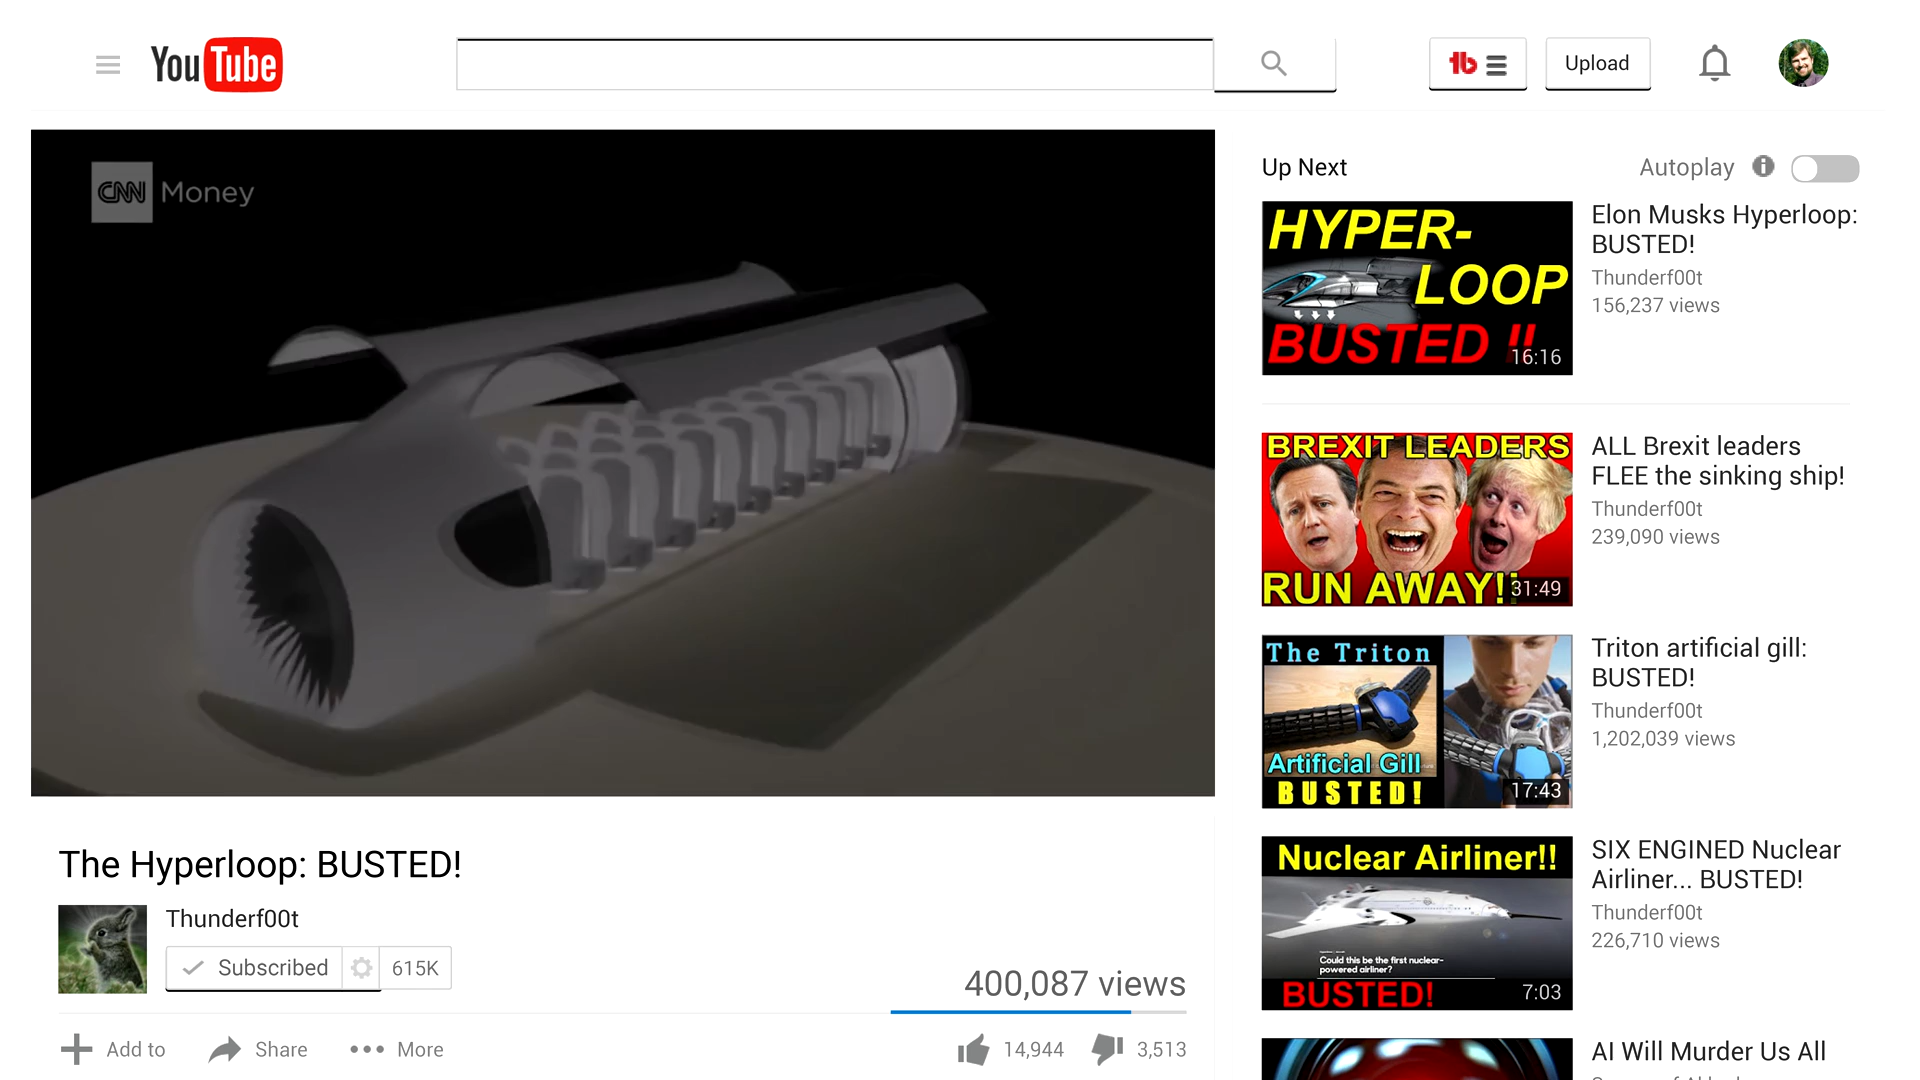 YouTube
Upload
CNN Money
Up Next
Autoplay
HYPER-
LOOP
BUSTED !!
16:16
Elon Musks Hyperloop:
BUSTED!
Thunderf00t
156,237 views
BREXIT LEADERS
RUN AWAY!!
31:49
ALL Brexit leaders
FLEE the sinking ship!
Thunderf00t
239,090 views
The Triton
Artificial Gill
BUSTED!
17:43
Triton artificial gill:
BUSTED!
Thunderf00t
1,202,039 views
Nuclear Airliner!!
Could this be the first nuclear-
powered airliner?
BUSTED!
7:03
SIX ENGINED Nuclear
Airliner... BUSTED!
Thunderf00t
226,710 views
AI Will Murder Us All
The Hyperloop: BUSTED!
Thunderf00t
Subscribed 615K
400,087 views
Add to Share More
14,944 3,513